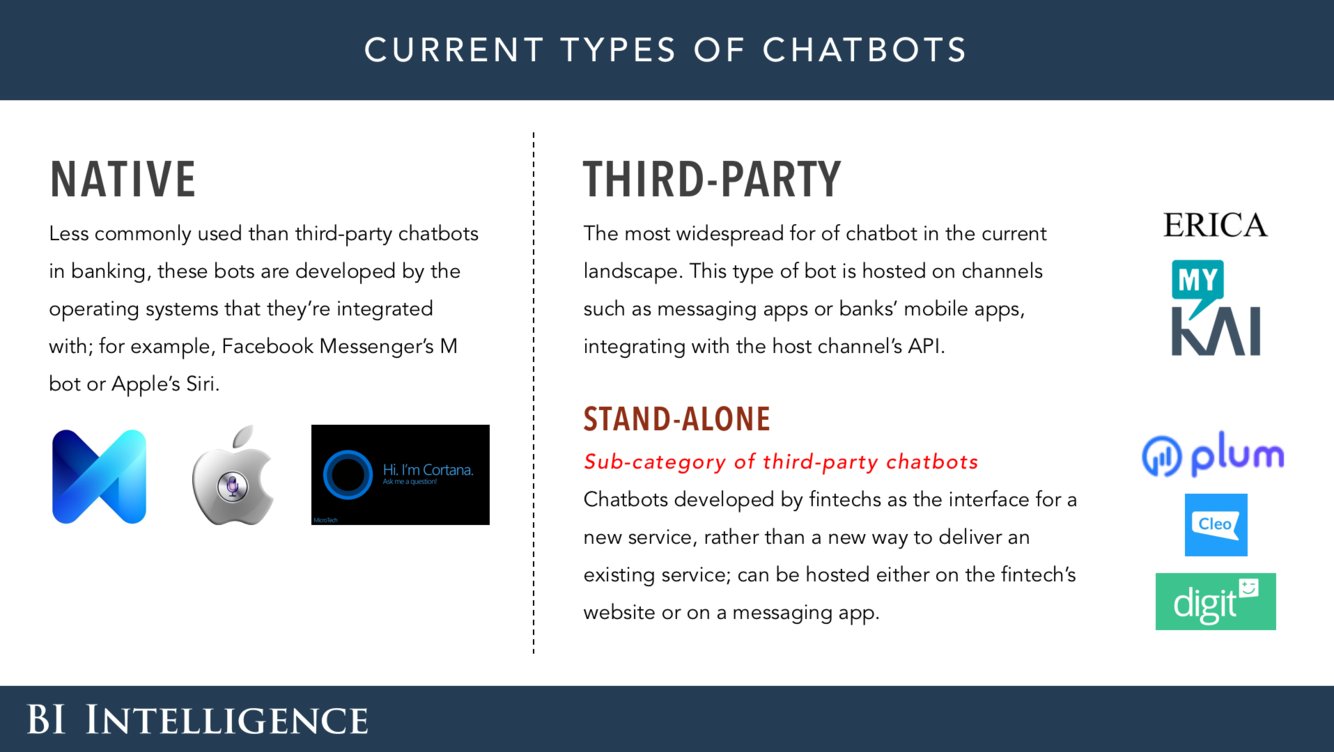 CURRENT TYPES OF CHATBOTS
NATIVE
Less commonly used than third-party chatbots
in banking, these bots are developed by the
operating systems that they're integrated
with; for example, Facebook Messenger's M
bot or Apple's Siri.
Hi. I'm Cortana.
Ask me a question!
MicroTech
THIRD-PARTY
The most widespread for of chatbot in the current
landscape. This type of bot is hosted on channels
such as messaging apps or banks' mobile apps,
integrating with the host channel's API.
ERICA
MY
KAI
STAND-ALONE
Sub-category of third-party chatbots
Chatbots developed by fintechs as the interface for a
new service, rather than a new way to deliver an
existing service; can be hosted either on the fintech's
website or on a messaging app.
plum
Cleo
digit
BI INTELLIGENCE